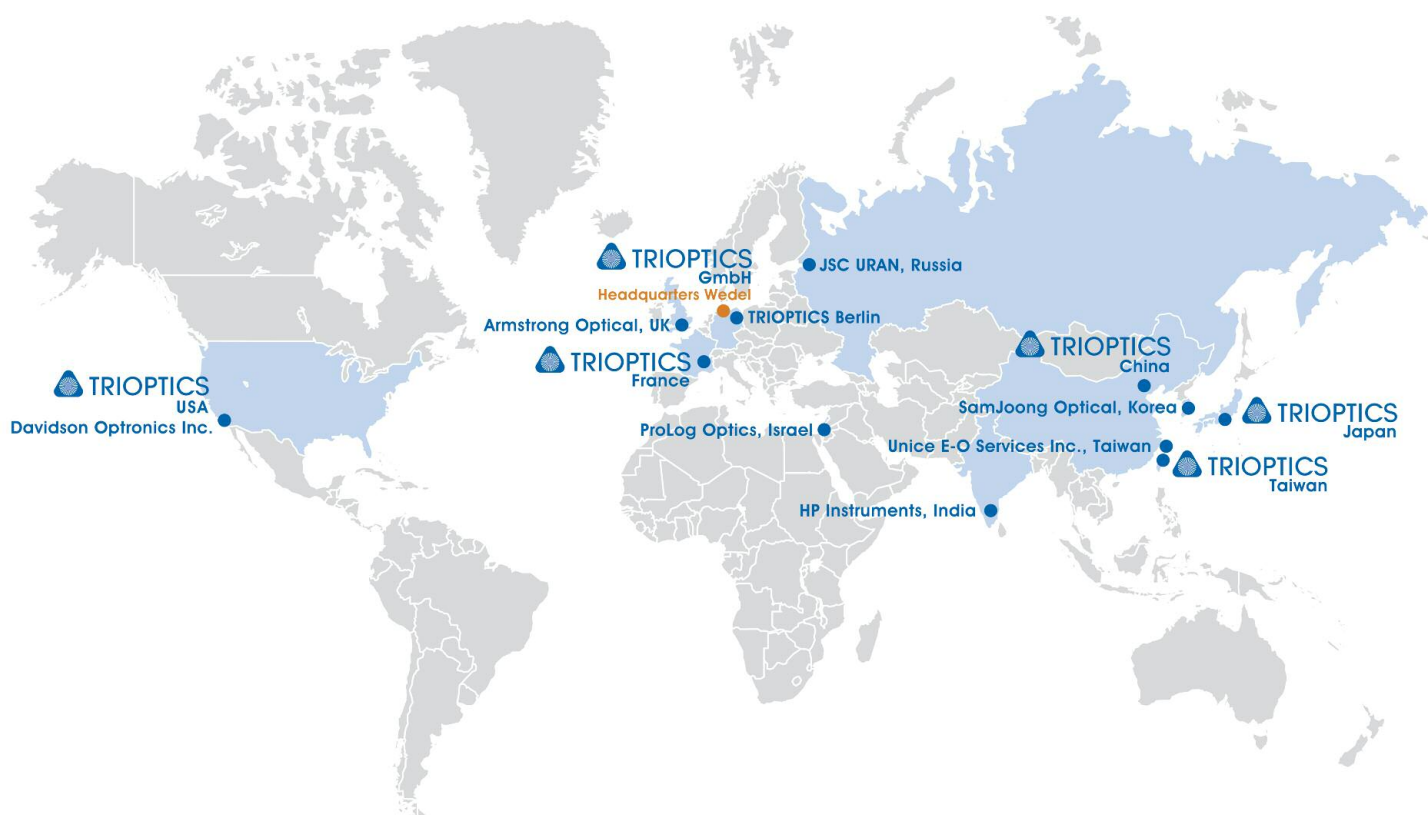 TRIOPTICS
USA
Davidson Optronics Inc.
TRIOPTICS
GmbH
Headquarters Wedel
TRIOPTICS Berlin
JSC URAN, Russia
Armstrong Optical, UK
TRIOPTICS
France
ProLog Optics, Israel
TRIOPTICS
China
SamJoong Optical, Korea
TRIOPTICS
Japan
Unice E-O Services Inc., Taiwan
TRIOPTICS
Taiwan
HP Instruments, India